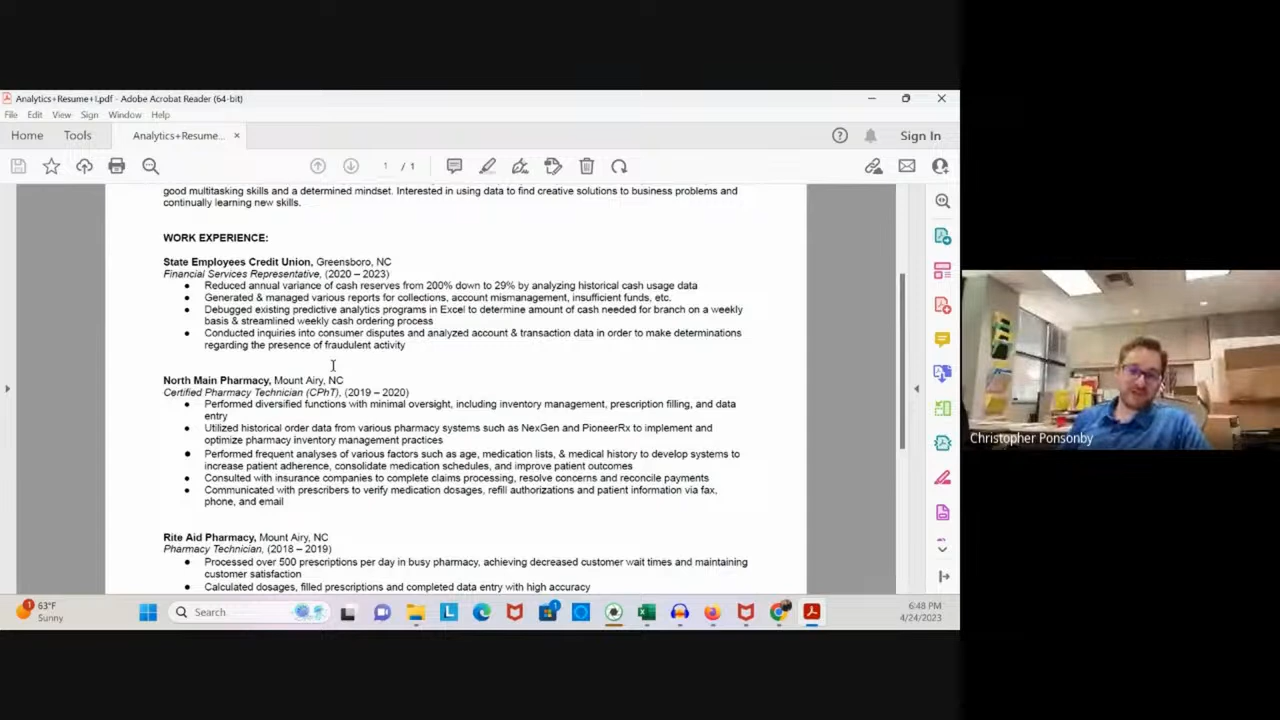 Analytics+Resume+I.pdf - Adobe Acrobat Reader (64-bit)
File Edit View Sign Window Help
Home Tools Analytics+Resume... × Sign In
1 / 1
good multitasking skills and a determined mindset. Interested in using data to find creative solutions to business problems and
continually learning new skills.
WORK EXPERIENCE:
State Employees Credit Union, Greensboro, NC
Financial Services Representative, (2020 – 2023)
● Reduced annual variance of cash reserves from 200% down to 29% by analyzing historical cash usage data
● Generated & managed various reports for collections, account mismanagement, insufficient funds, etc.
● Debugged existing predictive analytics programs in Excel to determine amount of cash needed for branch on a weekly
basis & streamlined weekly cash ordering process
● Conducted inquiries into consumer disputes and analyzed account & transaction data in order to make determinations
regarding the presence of fraudulent activity
North Main Pharmacy, Mount Airy, NC
Certified Pharmacy Technician (CPhT), (2019 – 2020)
● Performed diversified functions with minimal oversight, including inventory management, prescription filling, and data
entry
● Utilized historical order data from various pharmacy systems such as NexGen and PioneerRx to implement and
optimize pharmacy inventory management practices
● Performed frequent analyses of various factors such as age, medication lists, & medical history to develop systems to
increase patient adherence, consolidate medication schedules, and improve patient outcomes
● Consulted with insurance companies to complete claims processing, resolve concerns and reconcile payments
● Communicated with prescribers to verify medication dosages, refill authorizations and patient information via fax,
phone, and email
Rite Aid Pharmacy, Mount Airy, NC
Pharmacy Technician, (2018 – 2019)
● Processed over 500 prescriptions per day in busy pharmacy, achieving decreased customer wait times and maintaining
customer satisfaction
● Calculated dosages, filled prescriptions and completed data entry with high accuracy
Christopher Ponsonby
1 63°F
Sunny
Search
1
6:48 PM
4/24/2023